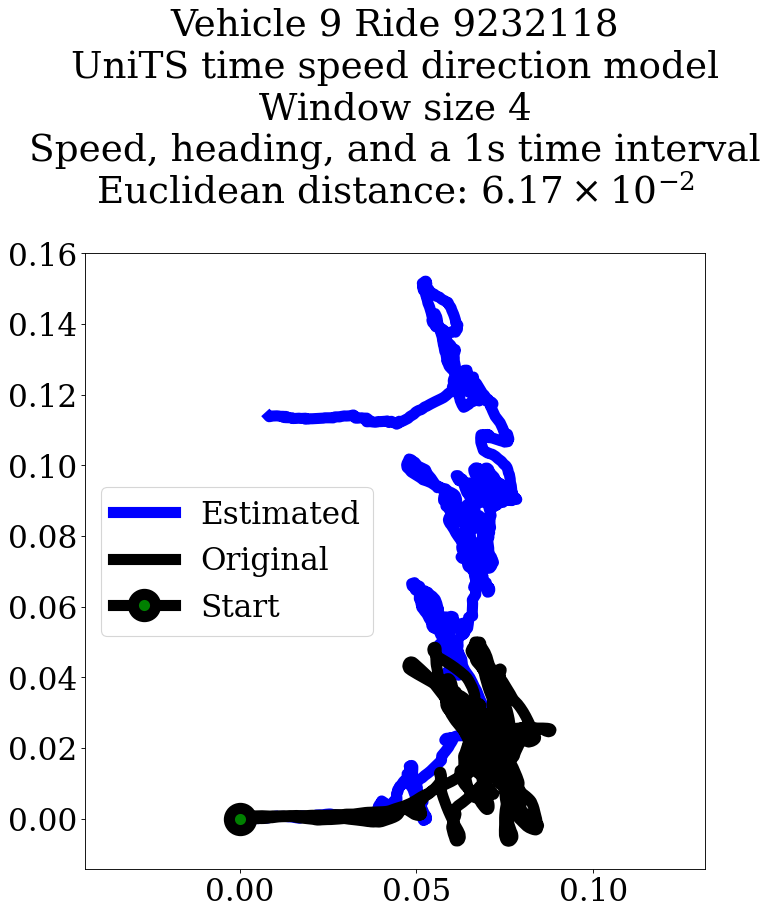 Vehicle 9 Ride 9232118
UniTS time speed direction model
Window size 4
Speed, heading, and a 1s time interval
Euclidean distance: 6.17 × 10⁻²
0.16
0.14
0.12
0.10
0.08
0.06
0.04
0.02
0.00
Estimated
Original
Start
0.00 0.05 0.10